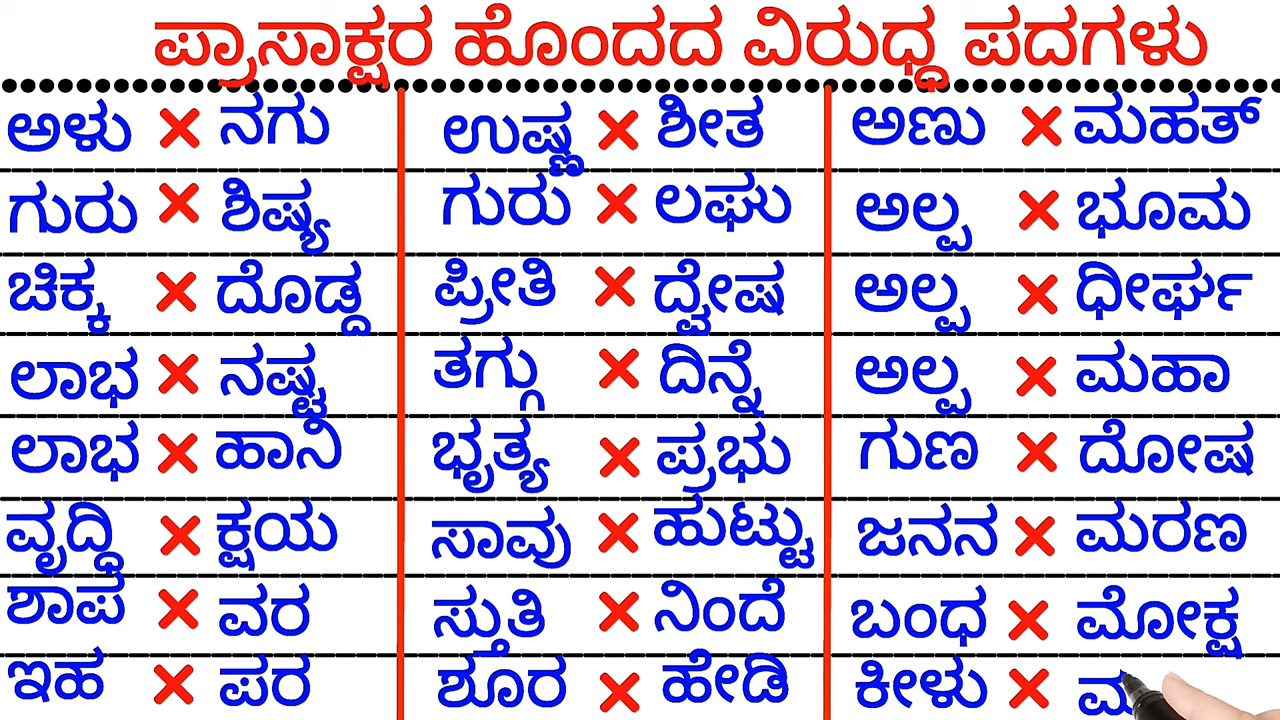 ಪ್ರಾಸಾಕ್ಷರ ಹೊಂದದ ವಿರುಧ್ಧ ಪದಗಳು
ಅಳು × ನಗು ಉಷ್ಣ × ಶೀತ ಅಣು × ಮಹತ್
ಗುರು × ಶಿಷ್ಯ ಗುರು × ಲಘು ಅಲ್ಪ × ಭೂಮ
ಚಿಕ್ಕ × ದೊಡ್ಡ ಪ್ರೀತಿ × ದ್ವೇಷ ಅಲ್ಪ × ಧೀರ್ಘ
ಲಾಭ × ನಷ್ಟ ತಗ್ಗು × ದಿನ್ನೆ ಅಲ್ಪ × ಮಹಾ
ಲಾಭ × ಹಾನಿ ಭೃತ್ಯ × ಪ್ರಭು ಗುಣ × ದೋಷ
ವೃದ್ಧಿ × ಕ್ಷಯ ಸಾವು × ಹುಟ್ಟು ಜನನ × ಮರಣ
ಶಾಪ × ವರ ಸ್ತುತಿ × ನಿಂದೆ ಬಂಧ × ಮೋಕ್ಷ
ಇಹ × ಪರ ಶೂರ × ಹೇಡಿ ಕೀಳು ×